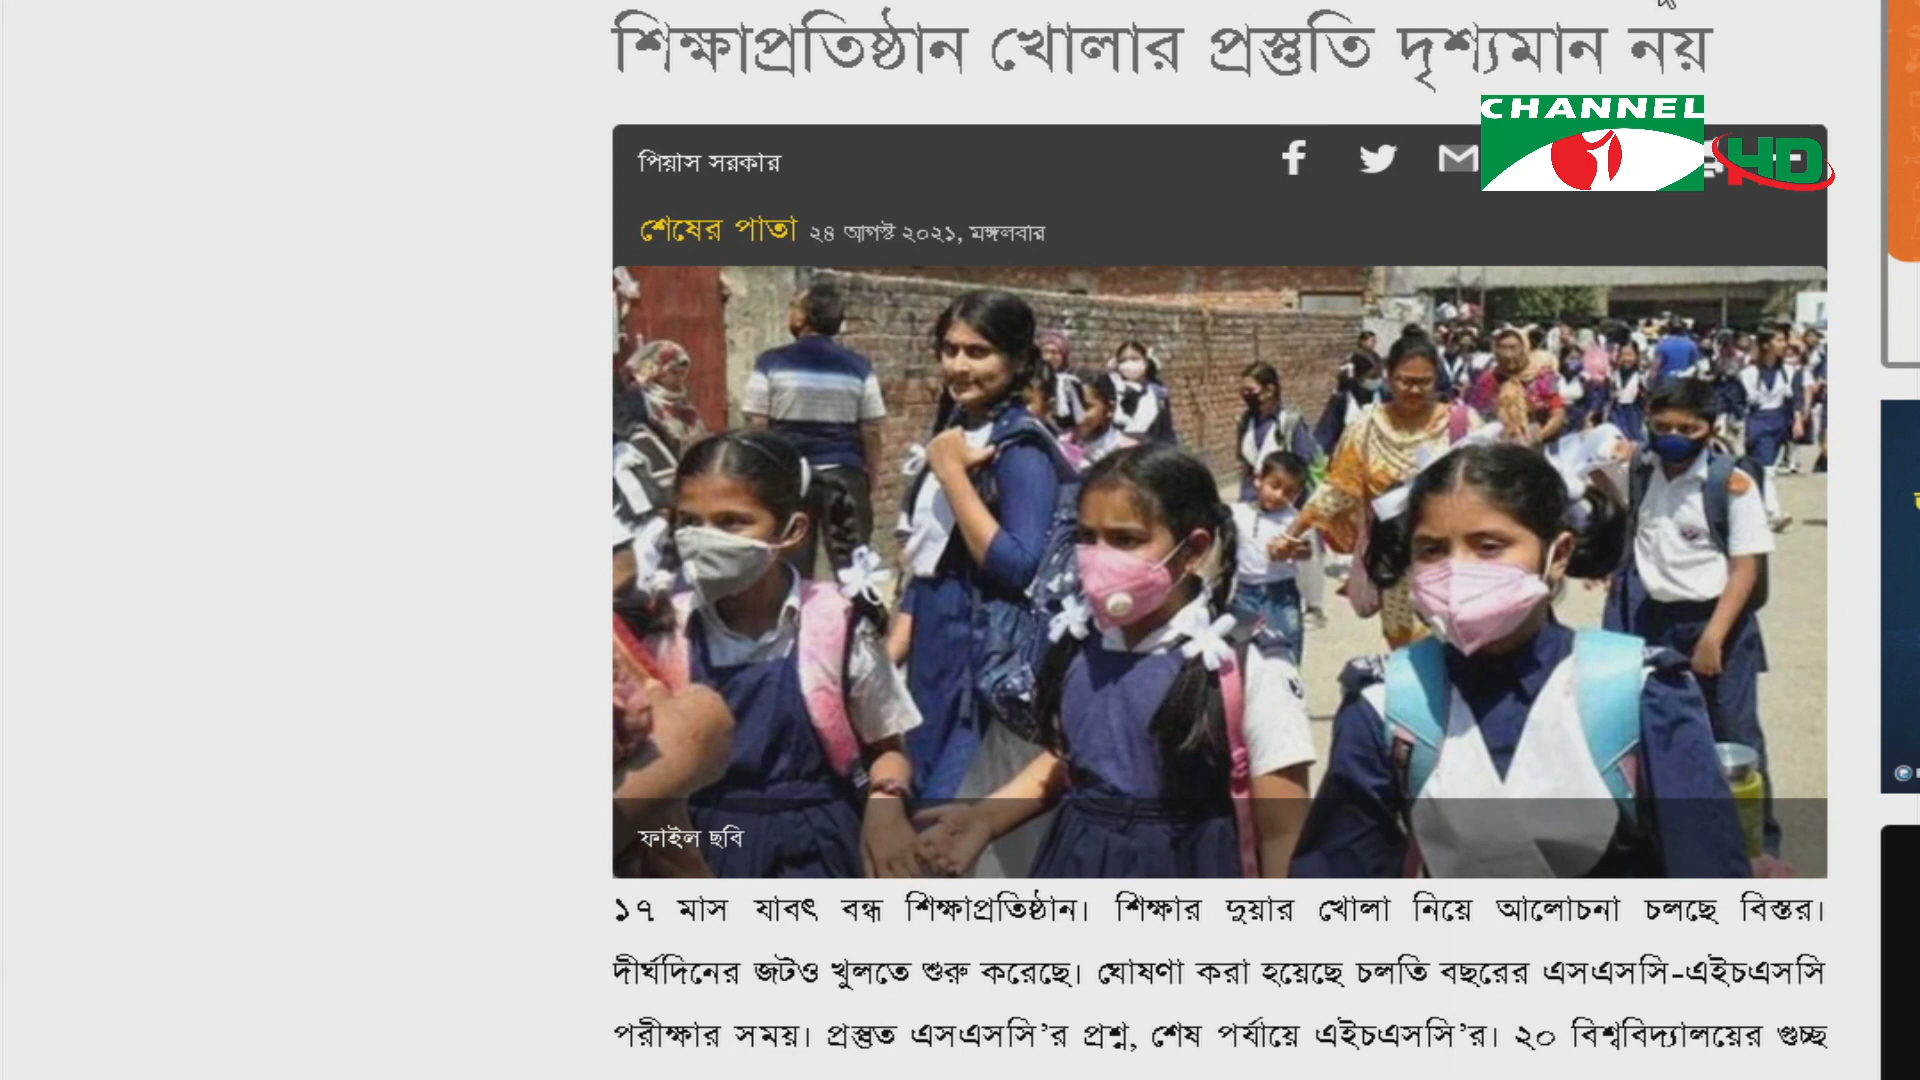 শিক্ষাপ্রতিষ্ঠান খোলার প্রস্তুতি দৃশ্যমান নয়
CHANNEL
HD
পিয়াস সরকার
শেষের পাতা ২৪ আগস্ট ২০২১, মঙ্গলবার
ফাইল ছবি
১৭ মাস যাবৎ বন্ধ শিক্ষাপ্রতিষ্ঠান। শিক্ষার দুয়ার খোলা নিয়ে আলোচনা চলছে বিস্তর।
দীর্ঘদিনের জটও খুলতে শুরু করেছে। ঘোষণা করা হয়েছে চলতি বছরের এসএসসি-এইচএসসি
পরীক্ষার সময়। প্রস্তুত এসএসসি’র প্রশ্ন, শেষ পর্যায়ে এইচএসসি’র। ২০ বিশ্ববিদ্যালয়ের গুচ্ছ